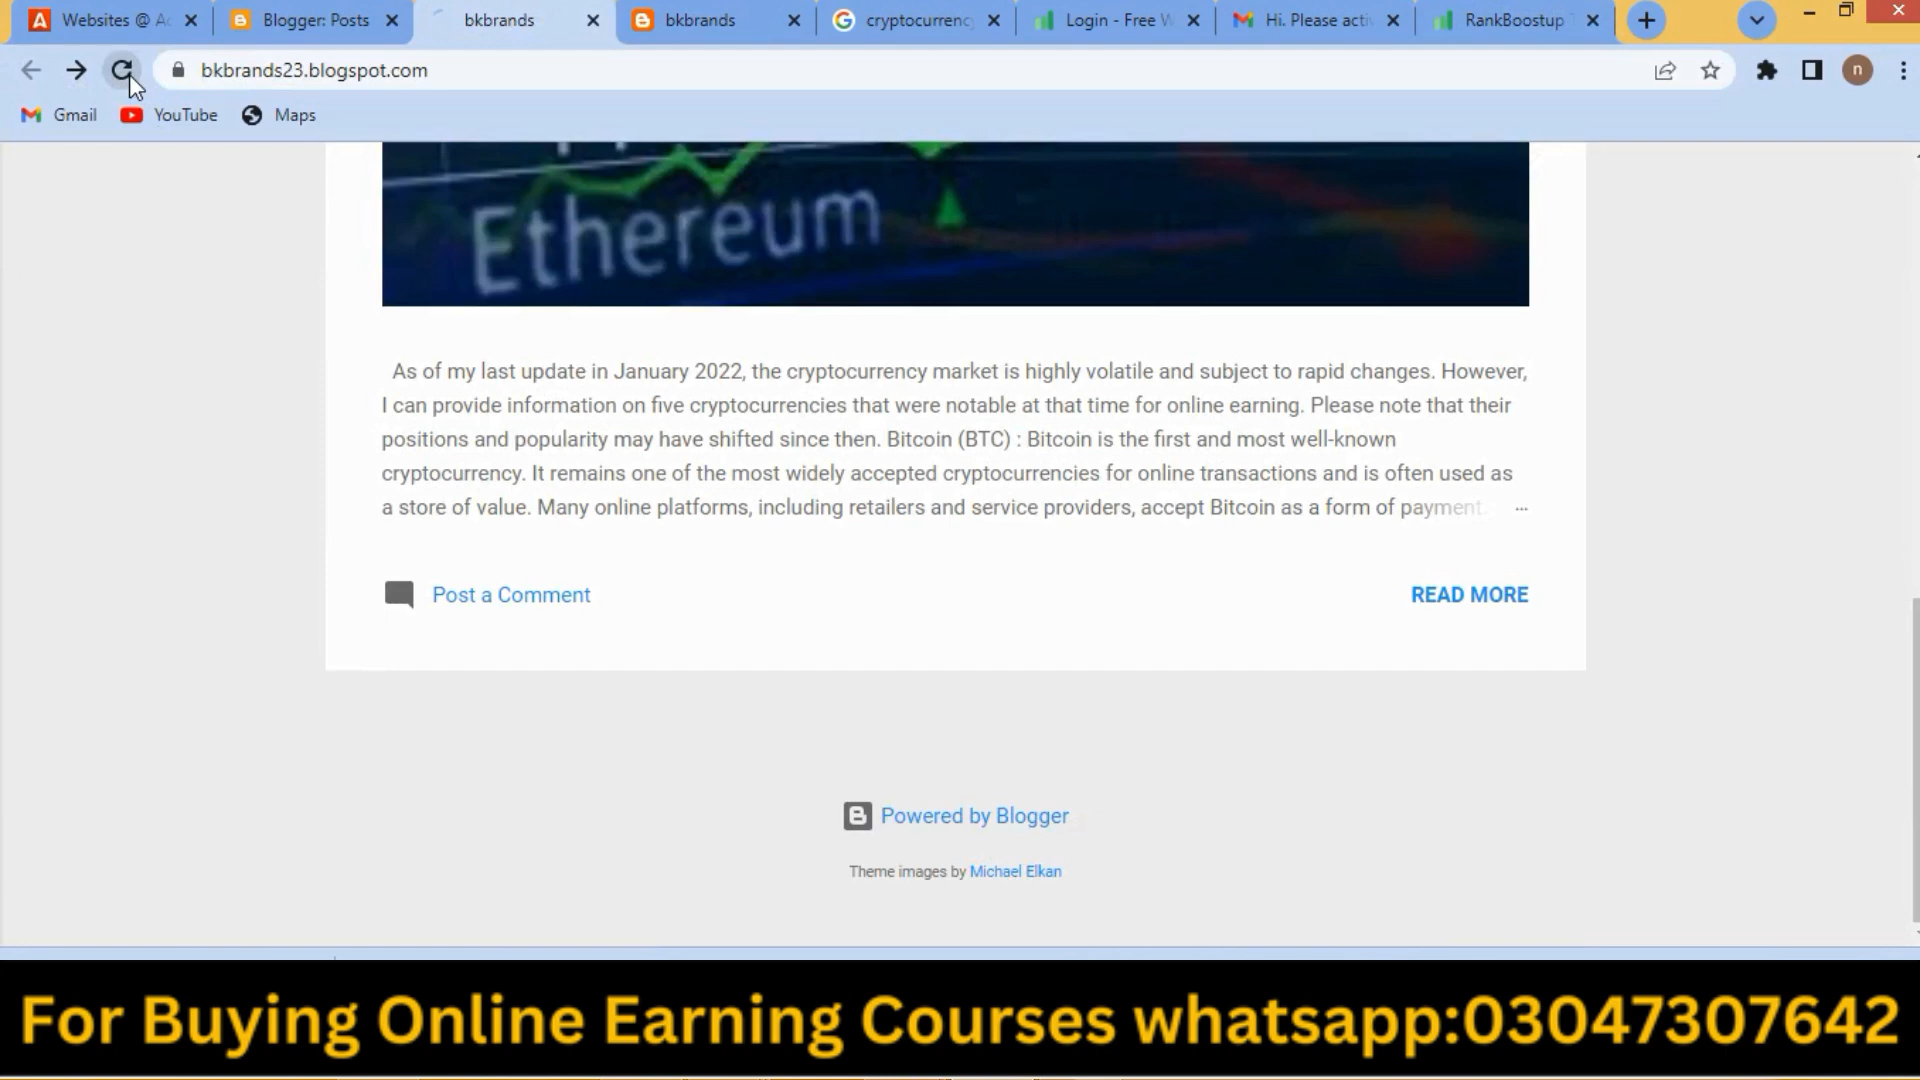 Websites @ Ac
Blogger: Posts
bkbrands
bkbrands
cryptocurrenc
Login - Free W
Hi. Please activ
RankBoostup T
bkbrands23.blogspot.com
n
Gmail
YouTube
Maps
Ethereum
As of my last update in January 2022, the cryptocurrency market is highly volatile and subject to rapid changes. However,
I can provide information on five cryptocurrencies that were notable at that time for online earning. Please note that their
positions and popularity may have shifted since then. Bitcoin (BTC) : Bitcoin is the first and most well-known
cryptocurrency. It remains one of the most widely accepted cryptocurrencies for online transactions and is often used as
a store of value. Many online platforms, including retailers and service providers, accept Bitcoin as a form of payment. ...
Post a Comment
READ MORE
Powered by Blogger
Theme images by Michael Elkan
For Buying Online Earning Courses whatsapp:03047307642